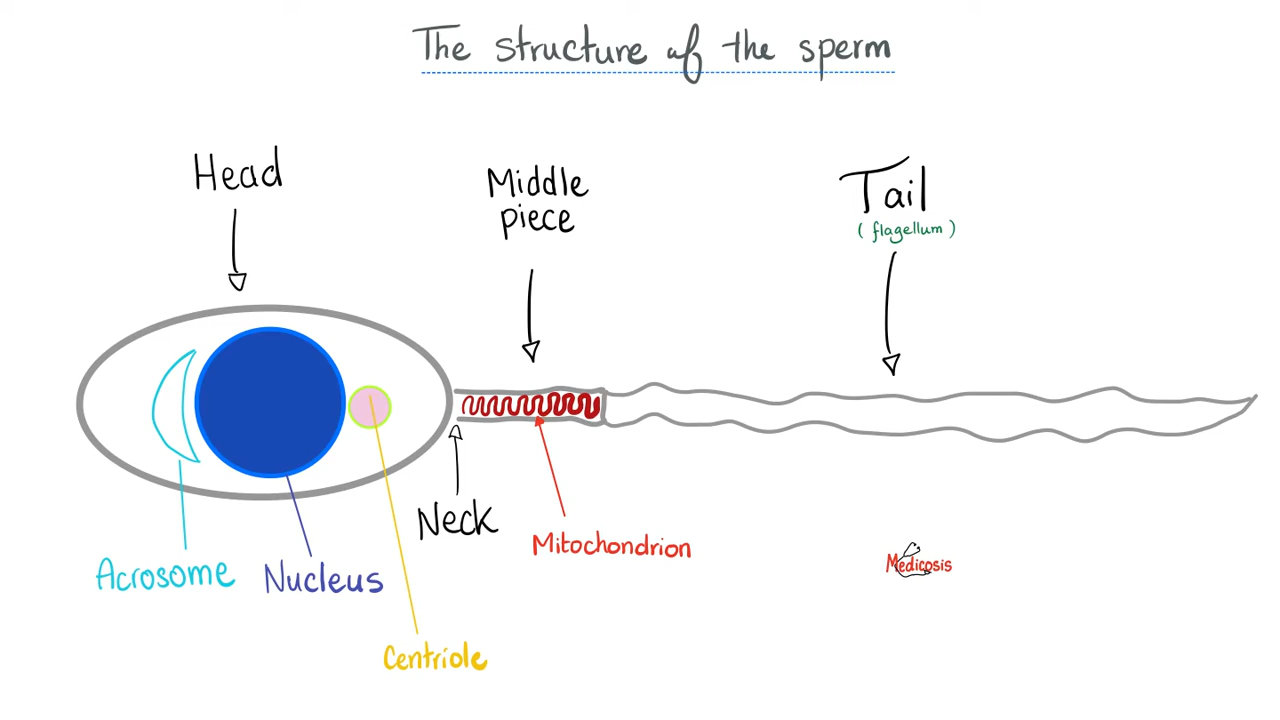 The structure of the sperm
Head
Middle
piece
Tail
( flagellum )
Neck
Mitochondrion
Acrosome
Nucleus
Centriole
Medicosis